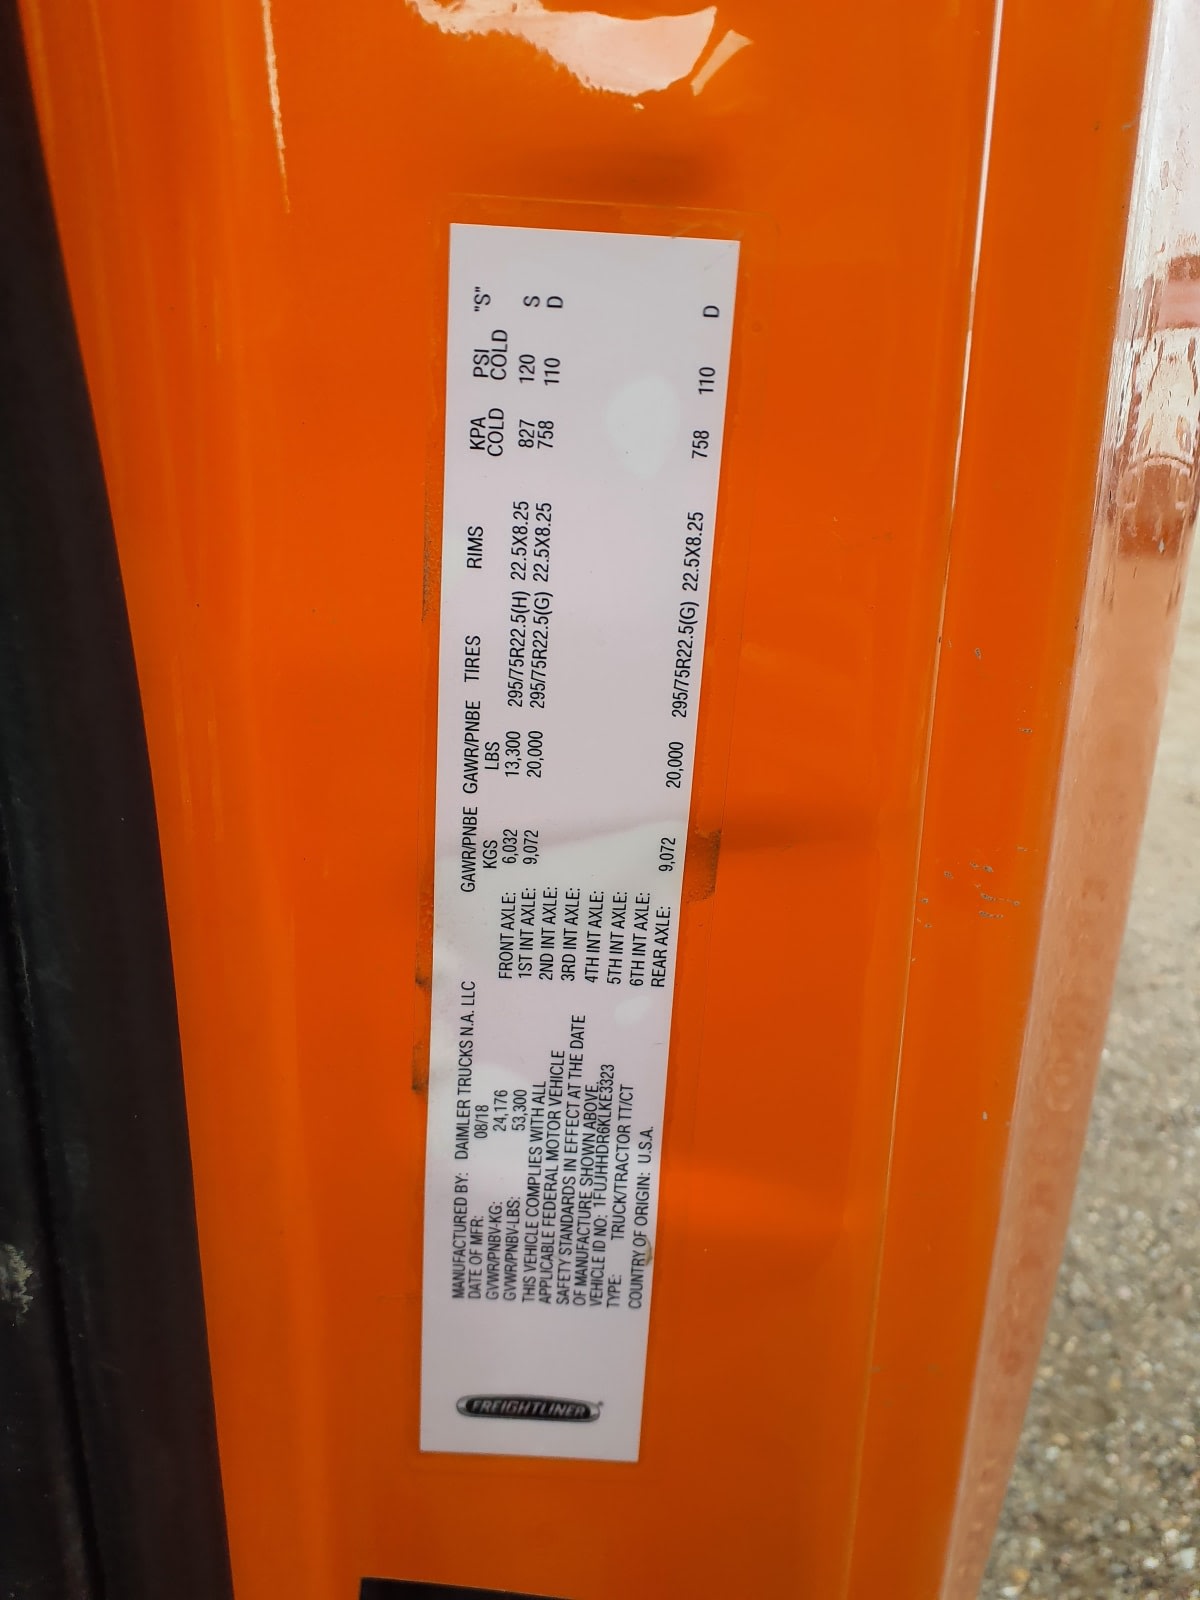 FREIGHTLINER
MANUFACTURED BY: DAIMLER TRUCKS N.A. LLC
DATE OF MFR: 08/18
GVWR/PNBV-KG: 24,176
GVWR/PNBV-LBS: 53,300
THIS VEHICLE COMPLIES WITH ALL
APPLICABLE FEDERAL MOTOR VEHICLE
SAFETY STANDARDS IN EFFECT AT THE DATE
OF MANUFACTURE SHOWN ABOVE.
VEHICLE ID NO: 1FUJHHDR6KLKE3323
TYPE: TRUCK/TRACTOR TT/CT
COUNTRY OF ORIGIN: U.S.A.
GAWR/PNBE GAWR/PNBE TIRES RIMS KPA PSI "S"
KGS LBS COLD COLD
FRONT AXLE: 6,032 13,300 295/75R22.5(H) 22.5X8.25 827 120 S
1ST INT AXLE: 9,072 20,000 295/75R22.5(G) 22.5X8.25 758 110 D
2ND INT AXLE:
3RD INT AXLE:
4TH INT AXLE:
5TH INT AXLE:
6TH INT AXLE:
REAR AXLE: 9,072 20,000 295/75R22.5(G) 22.5X8.25 758 110 D